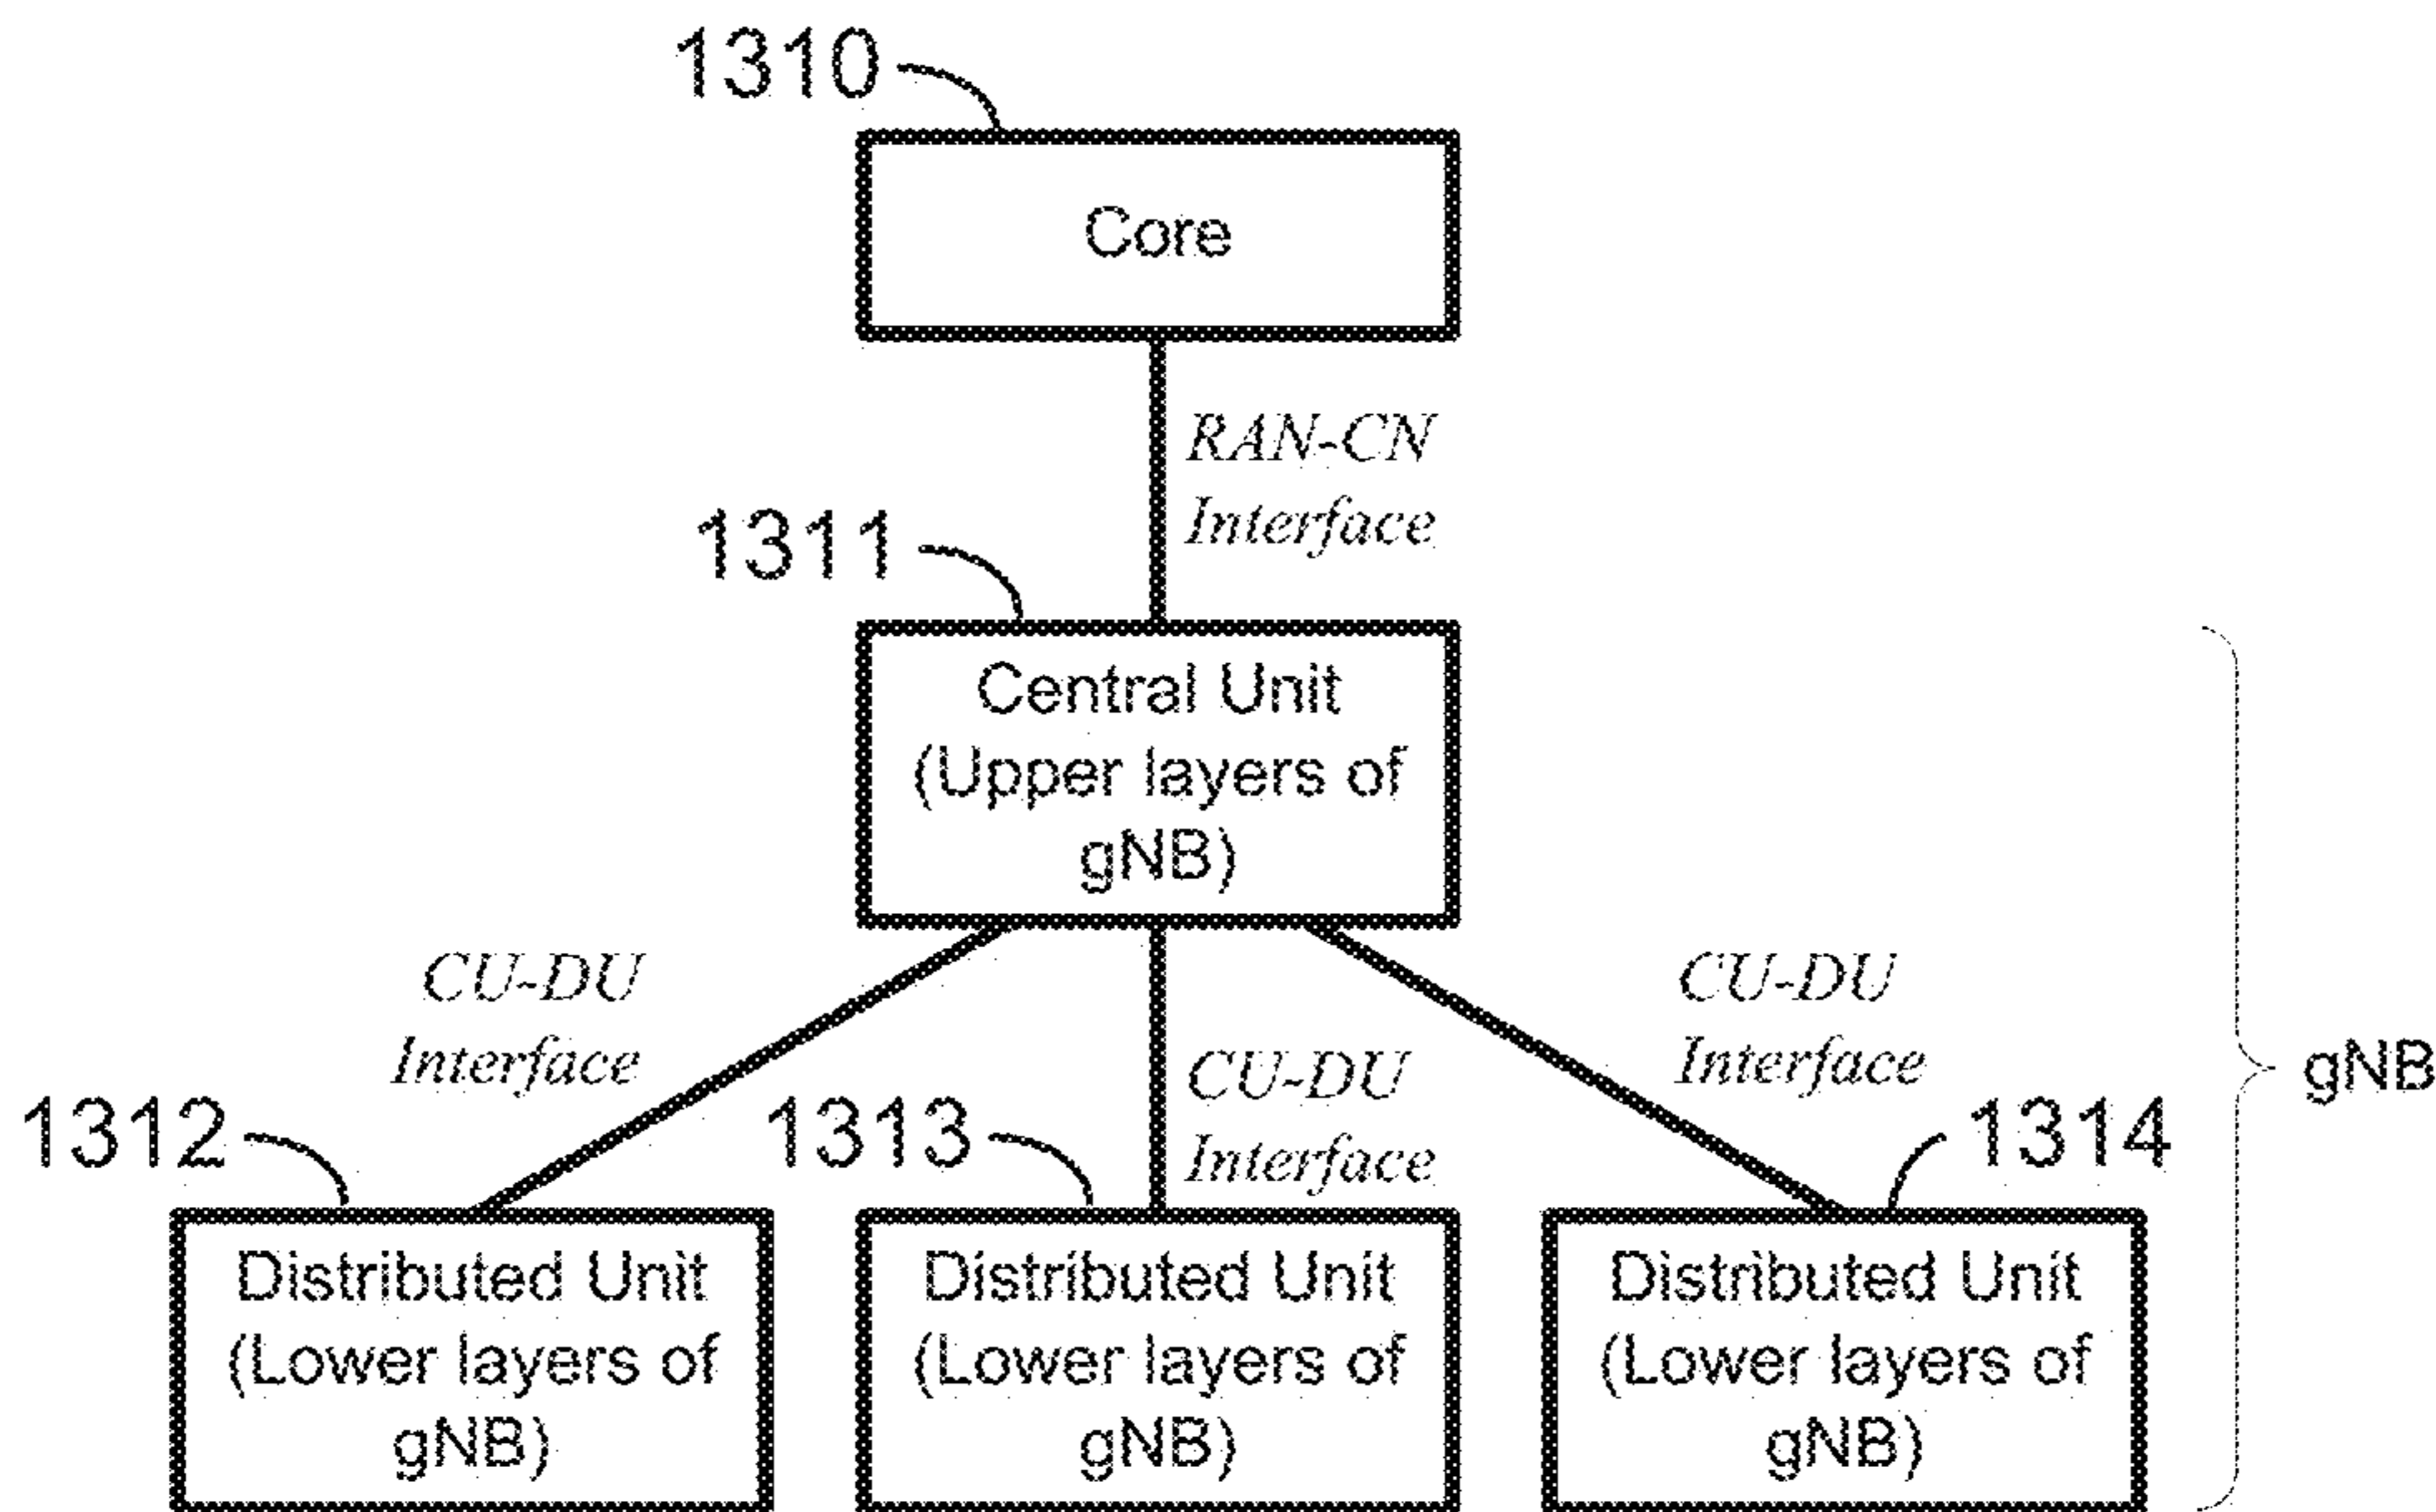 1310
Core
RAN-CN
Interface
1311
Central Unit
(Upper layers of
gNB)
CU-DU
Interface
CU-DU
Interface
CU-DU
Interface
gNB
1312
1313
1314
Distributed Unit
(Lower layers of
gNB)
Distributed Unit
(Lower layers of
gNB)
Distributed Unit
(Lower layers of
gNB)